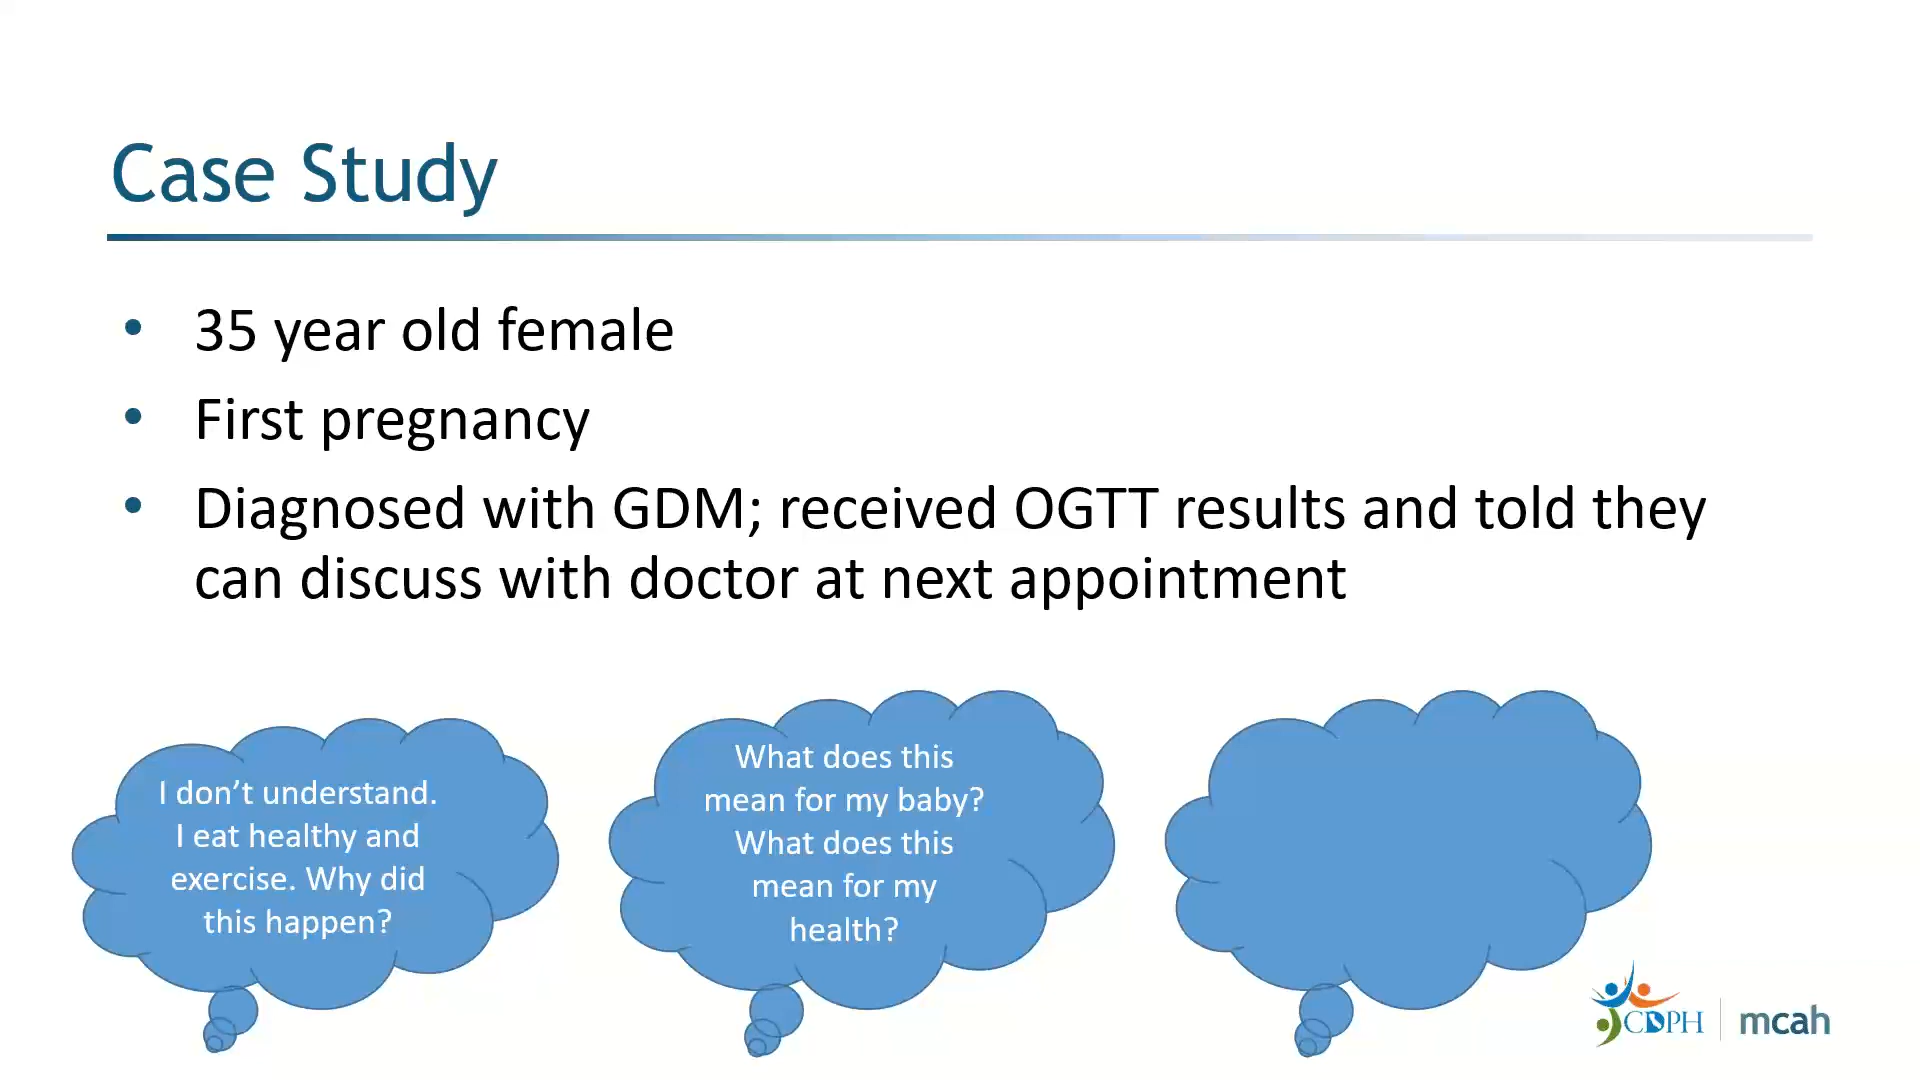 Case Study
• 35 year old female
• First pregnancy
• Diagnosed with GDM; received OGTT results and told they
can discuss with doctor at next appointment
I don’t understand.
I eat healthy and
exercise. Why did
this happen?
What does this
mean for my baby?
What does this
mean for my
health?
CDPH
mcah